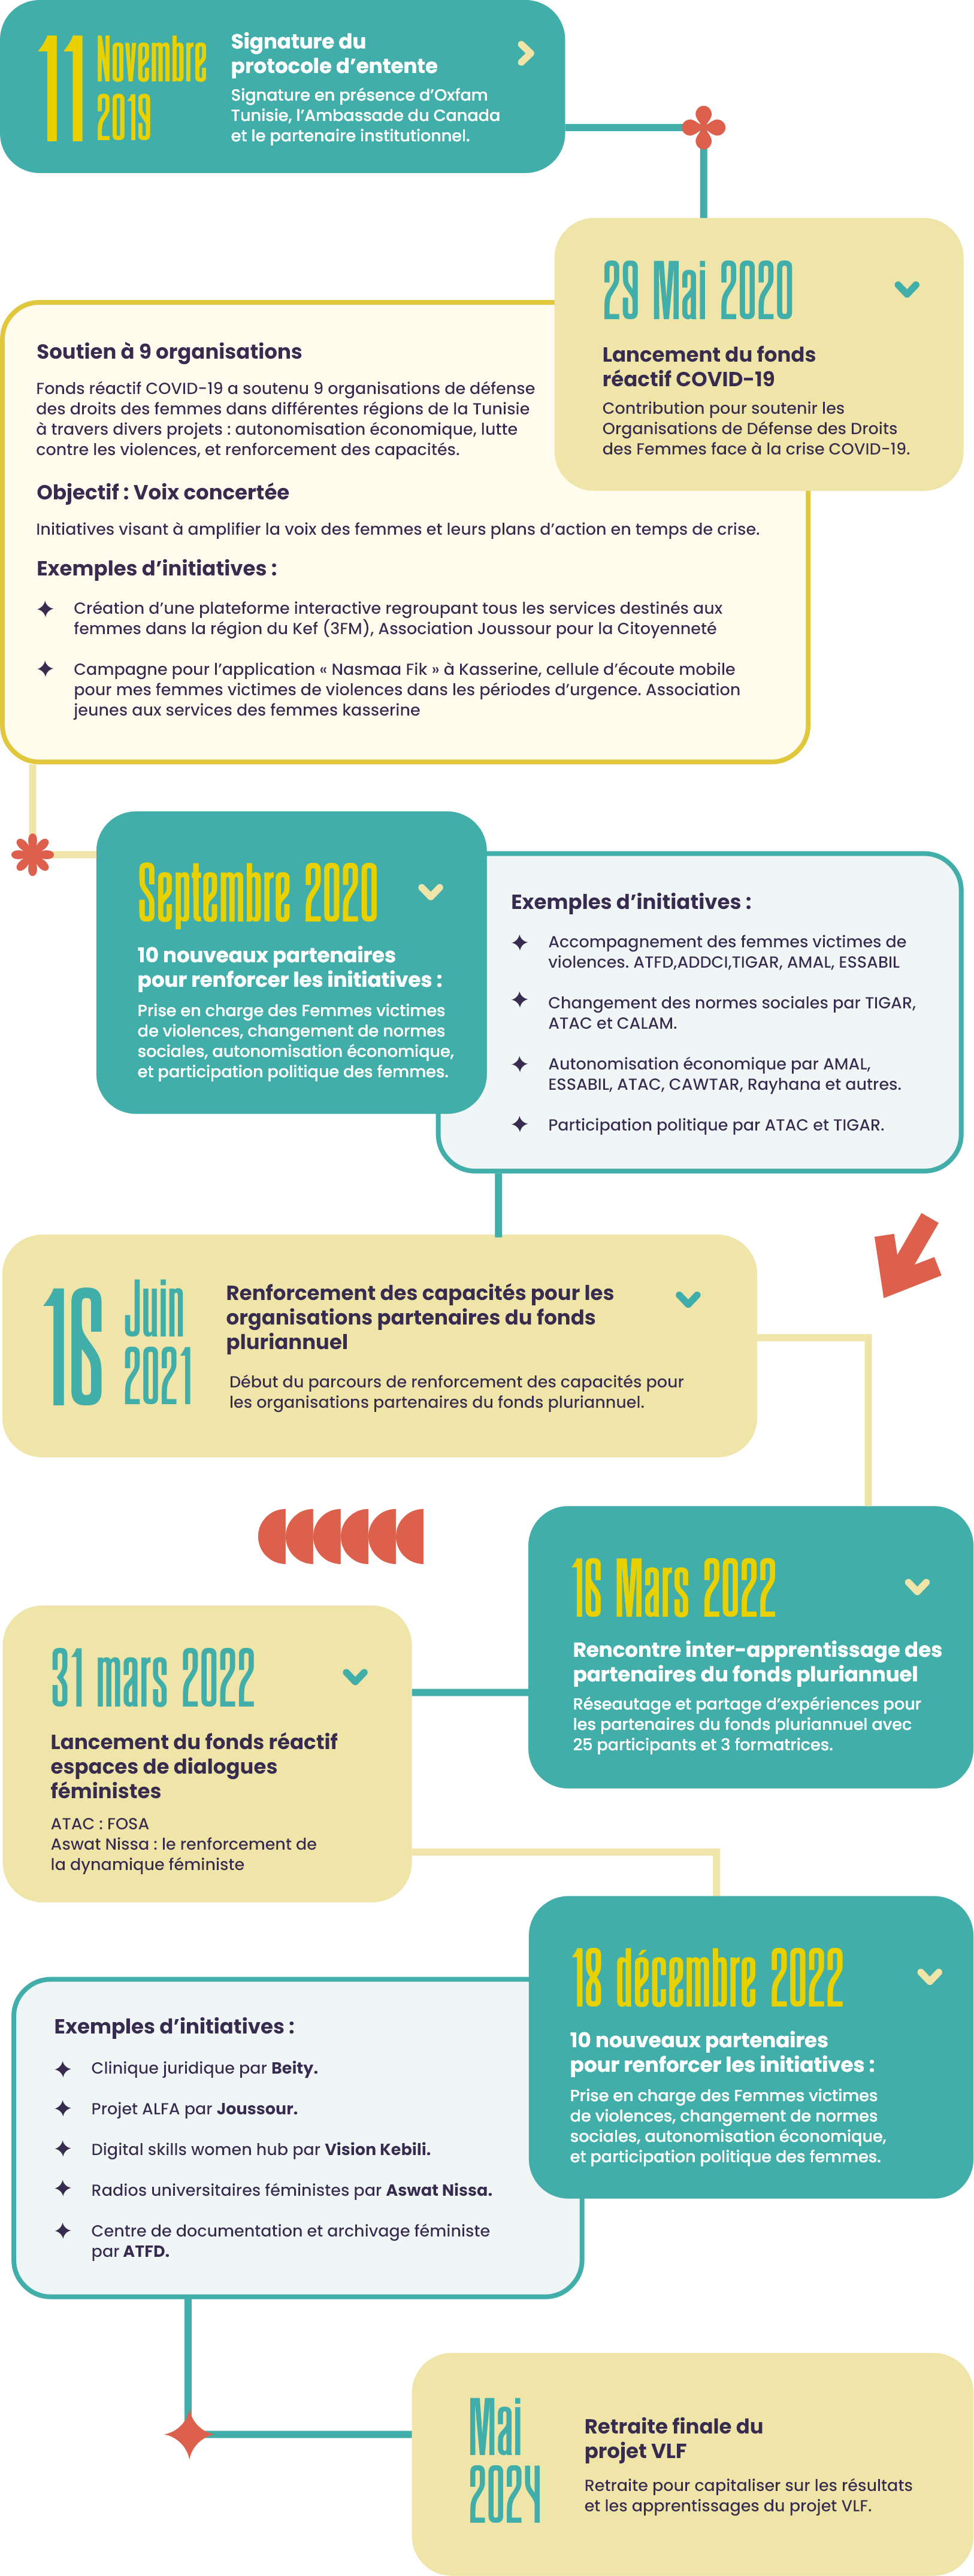 11 Novembre
2019
Signature du
protocole d’entente
Signature en présence d’Oxfam
Tunisie, l’Ambassade du Canada
et le partenaire institutionnel.
29 Mai 2020
Lancement du fonds
réactif COVID-19
Contribution pour soutenir les
Organisations de Défense des Droits
des Femmes face à la crise COVID-19.
Soutien à 9 organisations
Fonds réactif COVID-19 a soutenu 9 organisations de défense
des droits des femmes dans différentes régions de la Tunisie
à travers divers projets : autonomisation économique, lutte
contre les violences, et renforcement des capacités.
Objectif : Voix concertée
Initiatives visant à amplifier la voix des femmes et leurs plans d’action en temps de crise.
Exemples d’initiatives :
Création d’une plateforme interactive regroupant tous les services destinés aux
femmes dans la région du Kef (3FM), Association Joussour pour la Citoyenneté
Campagne pour l’application « Nasmaa Fik » à Kasserine, cellule d’écoute mobile
pour mes femmes victimes de violences dans les périodes d’urgence. Association
jeunes aux services des femmes kasserine
Septembre 2020
10 nouveaux partenaires
pour renforcer les initiatives :
Prise en charge des Femmes victimes
de violences, changement de normes
sociales, autonomisation économique,
et participation politique des femmes.
Exemples d’initiatives :
Accompagnement des femmes victimes de
violences. ATFD,ADDCI,TIGAR, AMAL, ESSABIL
Changement des normes sociales par TIGAR,
ATAC et CALAM.
Autonomisation économique par AMAL,
ESSABIL, ATAC, CAWTAR, Rayhana et autres.
Participation politique par ATAC et TIGAR.
16 Juin
2021
Renforcement des capacités pour les
organisations partenaires du fonds
pluriannuel
Début du parcours de renforcement des capacités pour
les organisations partenaires du fonds pluriannuel.
16 Mars 2022
Rencontre inter-apprentissage des
partenaires du fonds pluriannuel
Réseautage et partage d’expériences pour
les partenaires du fonds pluriannuel avec
25 participants et 3 formatrices.
31 mars 2022
Lancement du fonds réactif
espaces de dialogues
féministes
ATAC : FOSA
Aswat Nissa : le renforcement de
la dynamique féministe
18 décembre 2022
10 nouveaux partenaires
pour renforcer les initiatives :
Prise en charge des Femmes victimes
de violences, changement de normes
sociales, autonomisation économique,
et participation politique des femmes.
Exemples d’initiatives :
Clinique juridique par Beity.
Projet ALFA par Joussour.
Digital skills women hub par Vision Kebili.
Radios universitaires féministes par Aswat Nissa.
Centre de documentation et archivage féministe
par ATFD.
Mai
2024
Retraite finale du
projet VLF
Retraite pour capitaliser sur les résultats
et les apprentissages du projet VLF.